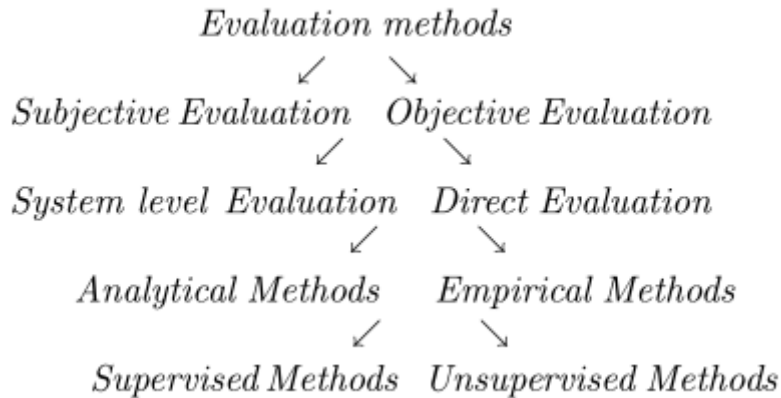 Evaluation methods
↙ ↘
Subjective Evaluation Objective Evaluation
↙ ↘
System level Evaluation Direct Evaluation
↙ ↘
Analytical Methods Empirical Methods
↙ ↘
Supervised Methods Unsupervised Methods